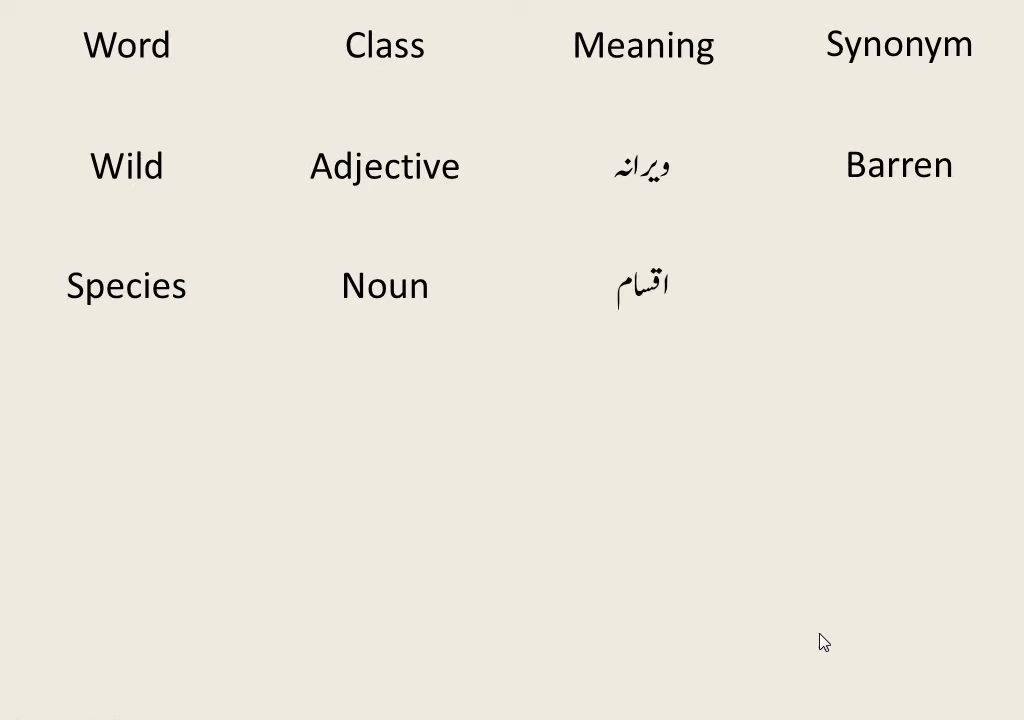 Word Class Meaning Synonym
Wild Adjective ویرانہ Barren
Species Noun اقسام